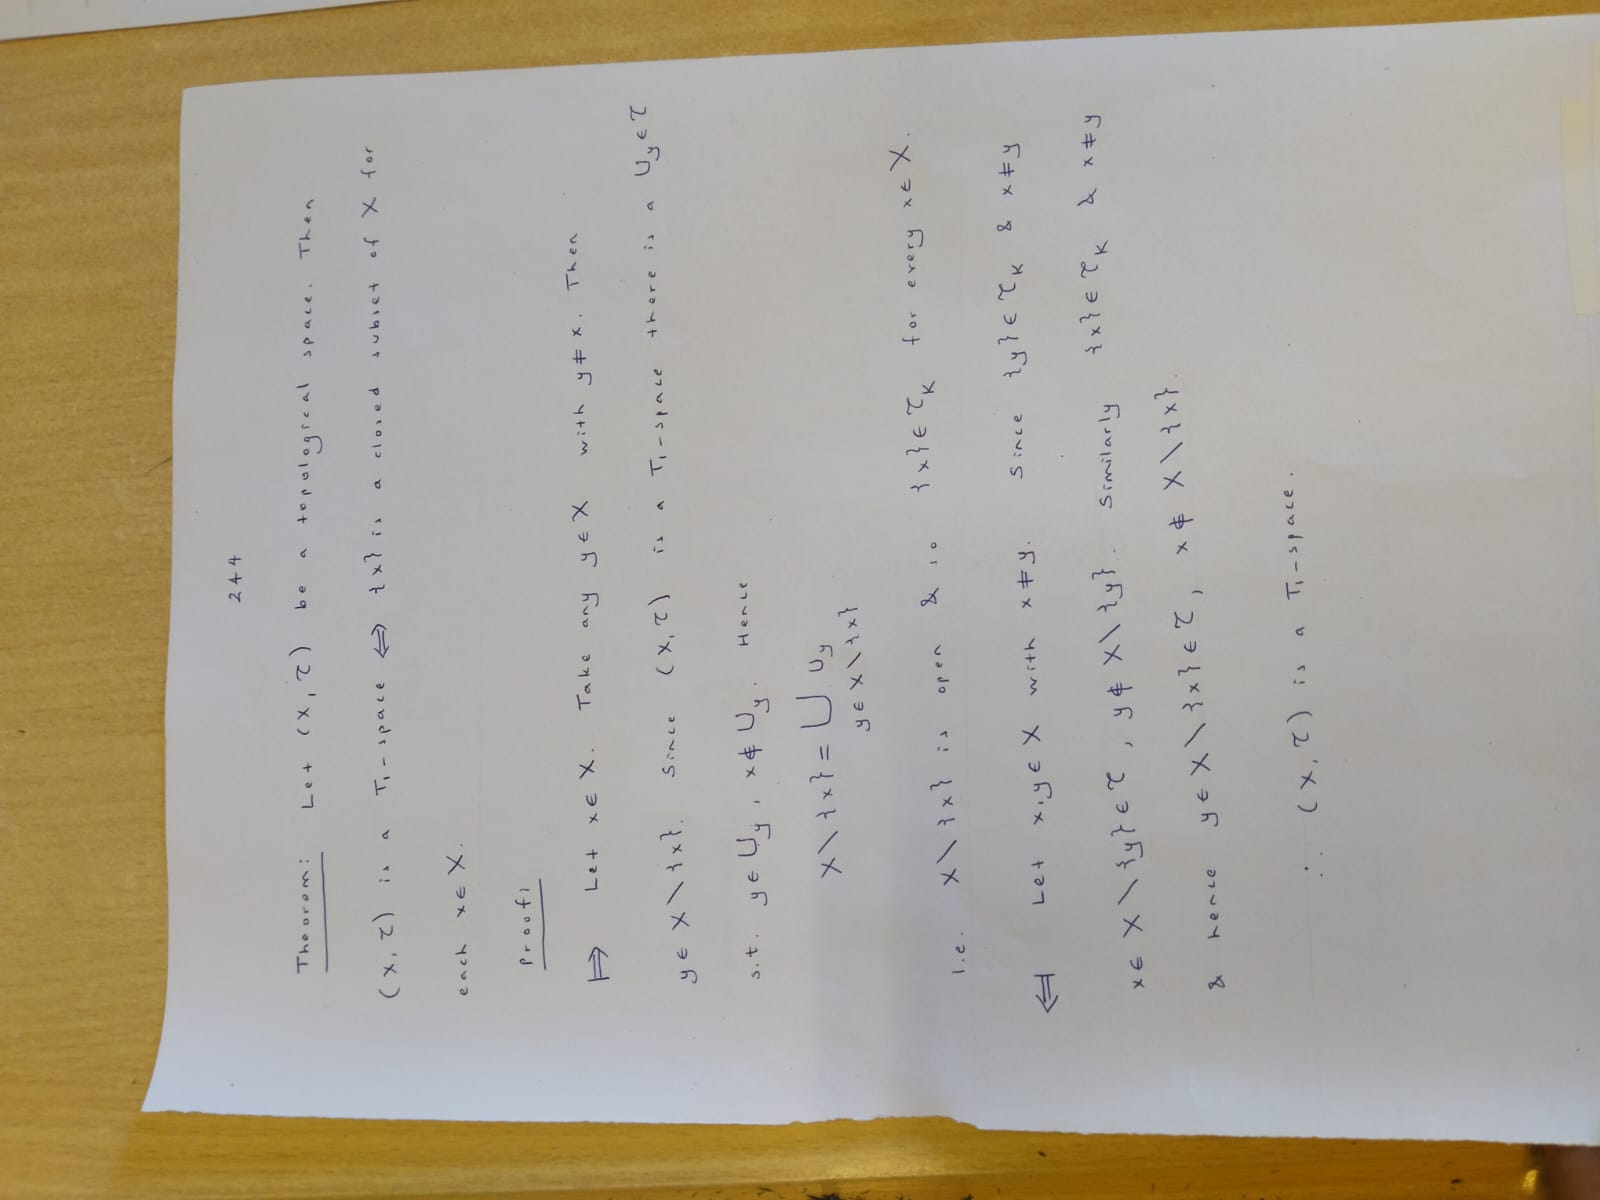 244
Theorem: Let (X, τ) be a topological space. Then
(X, τ) is a T₁-space ⇔ {x} is a closed subset of X for
each x ∈ X.
proof:
⇒ Let x ∈ X. Take any y ∈ X with y ≠ x. Then
y ∈ X \ {x}. Since (X, τ) is a T₁-space there is a U_y ∈ τ
s.t. y ∈ U_y, x ∉ U_y. Hence
X \ {x} = ⋃ U_y
y ∈ X \ {x}
i.e. X \ {x} is open & so {x} ∈ τ_K for every x ∈ X.
⇐ Let x, y ∈ X with x ≠ y. Since {y} ∈ τ_K & x ≠ y
x ∈ X \ {y} ∈ τ, y ∉ X \ {y}. Similarly {x} ∈ τ_K & x ≠ y
& hence y ∈ X \ {x} ∈ τ, x ∉ X \ {x}.
∴ (X, τ) is a T₁-space.